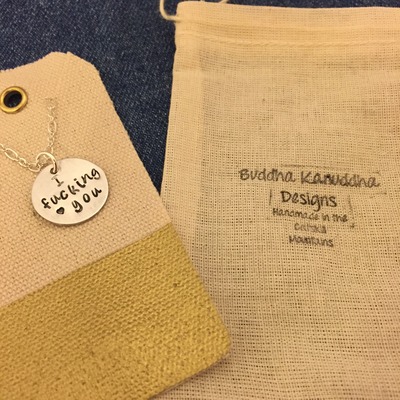 I
fucking
♥ you
Buddha Kanuddha
Designs
Handmade in the
Catskill
Mountains